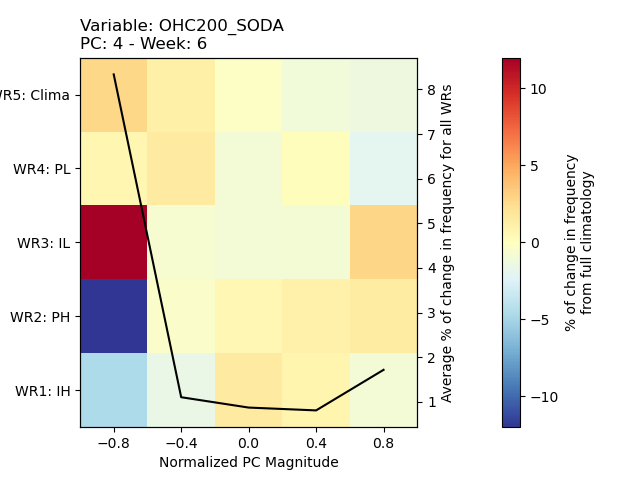 Variable: OHC200_SODA
PC: 4 - Week: 6
WR5: Clima
WR4: PL
WR3: IL
WR2: PH
WR1: IH
−0.8 −0.4 0.0 0.4 0.8
Normalized PC Magnitude
8
7
6
5
4
3
2
1
Average % of change in frequency for all WRs
10
5
0
−5
−10
% of change in frequency
from full climatology